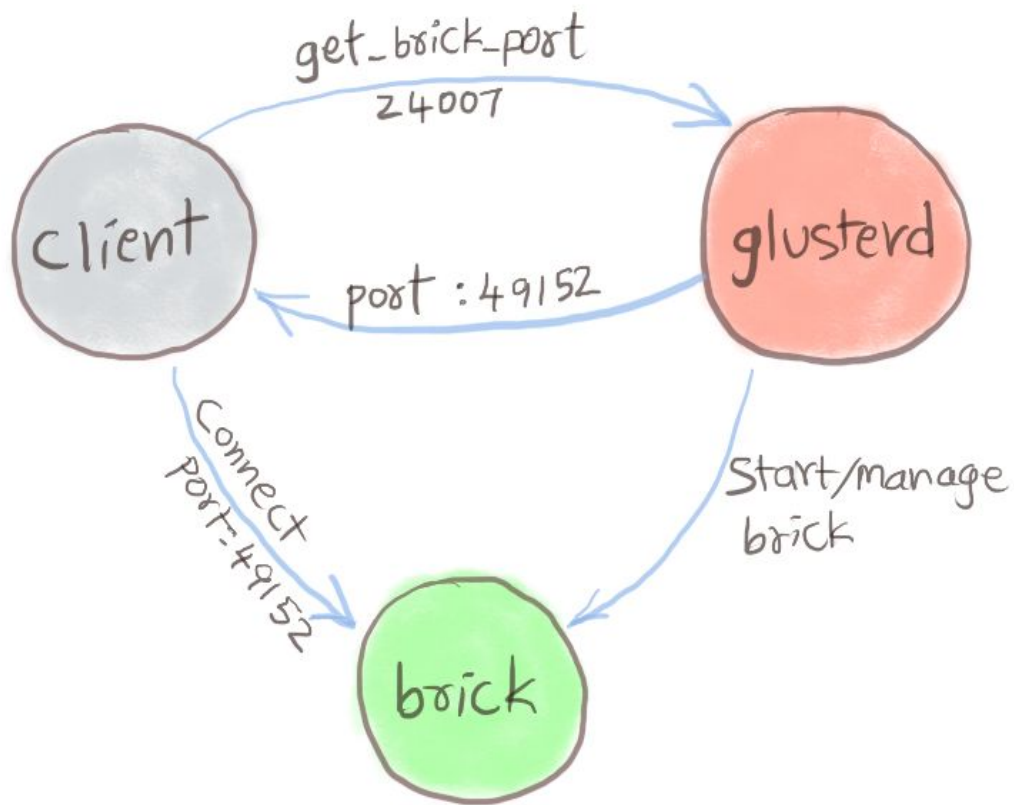 get_brick_port
24007
client
glusterd
port : 49152
Connect
port:49152
Start/manage
brick
brick